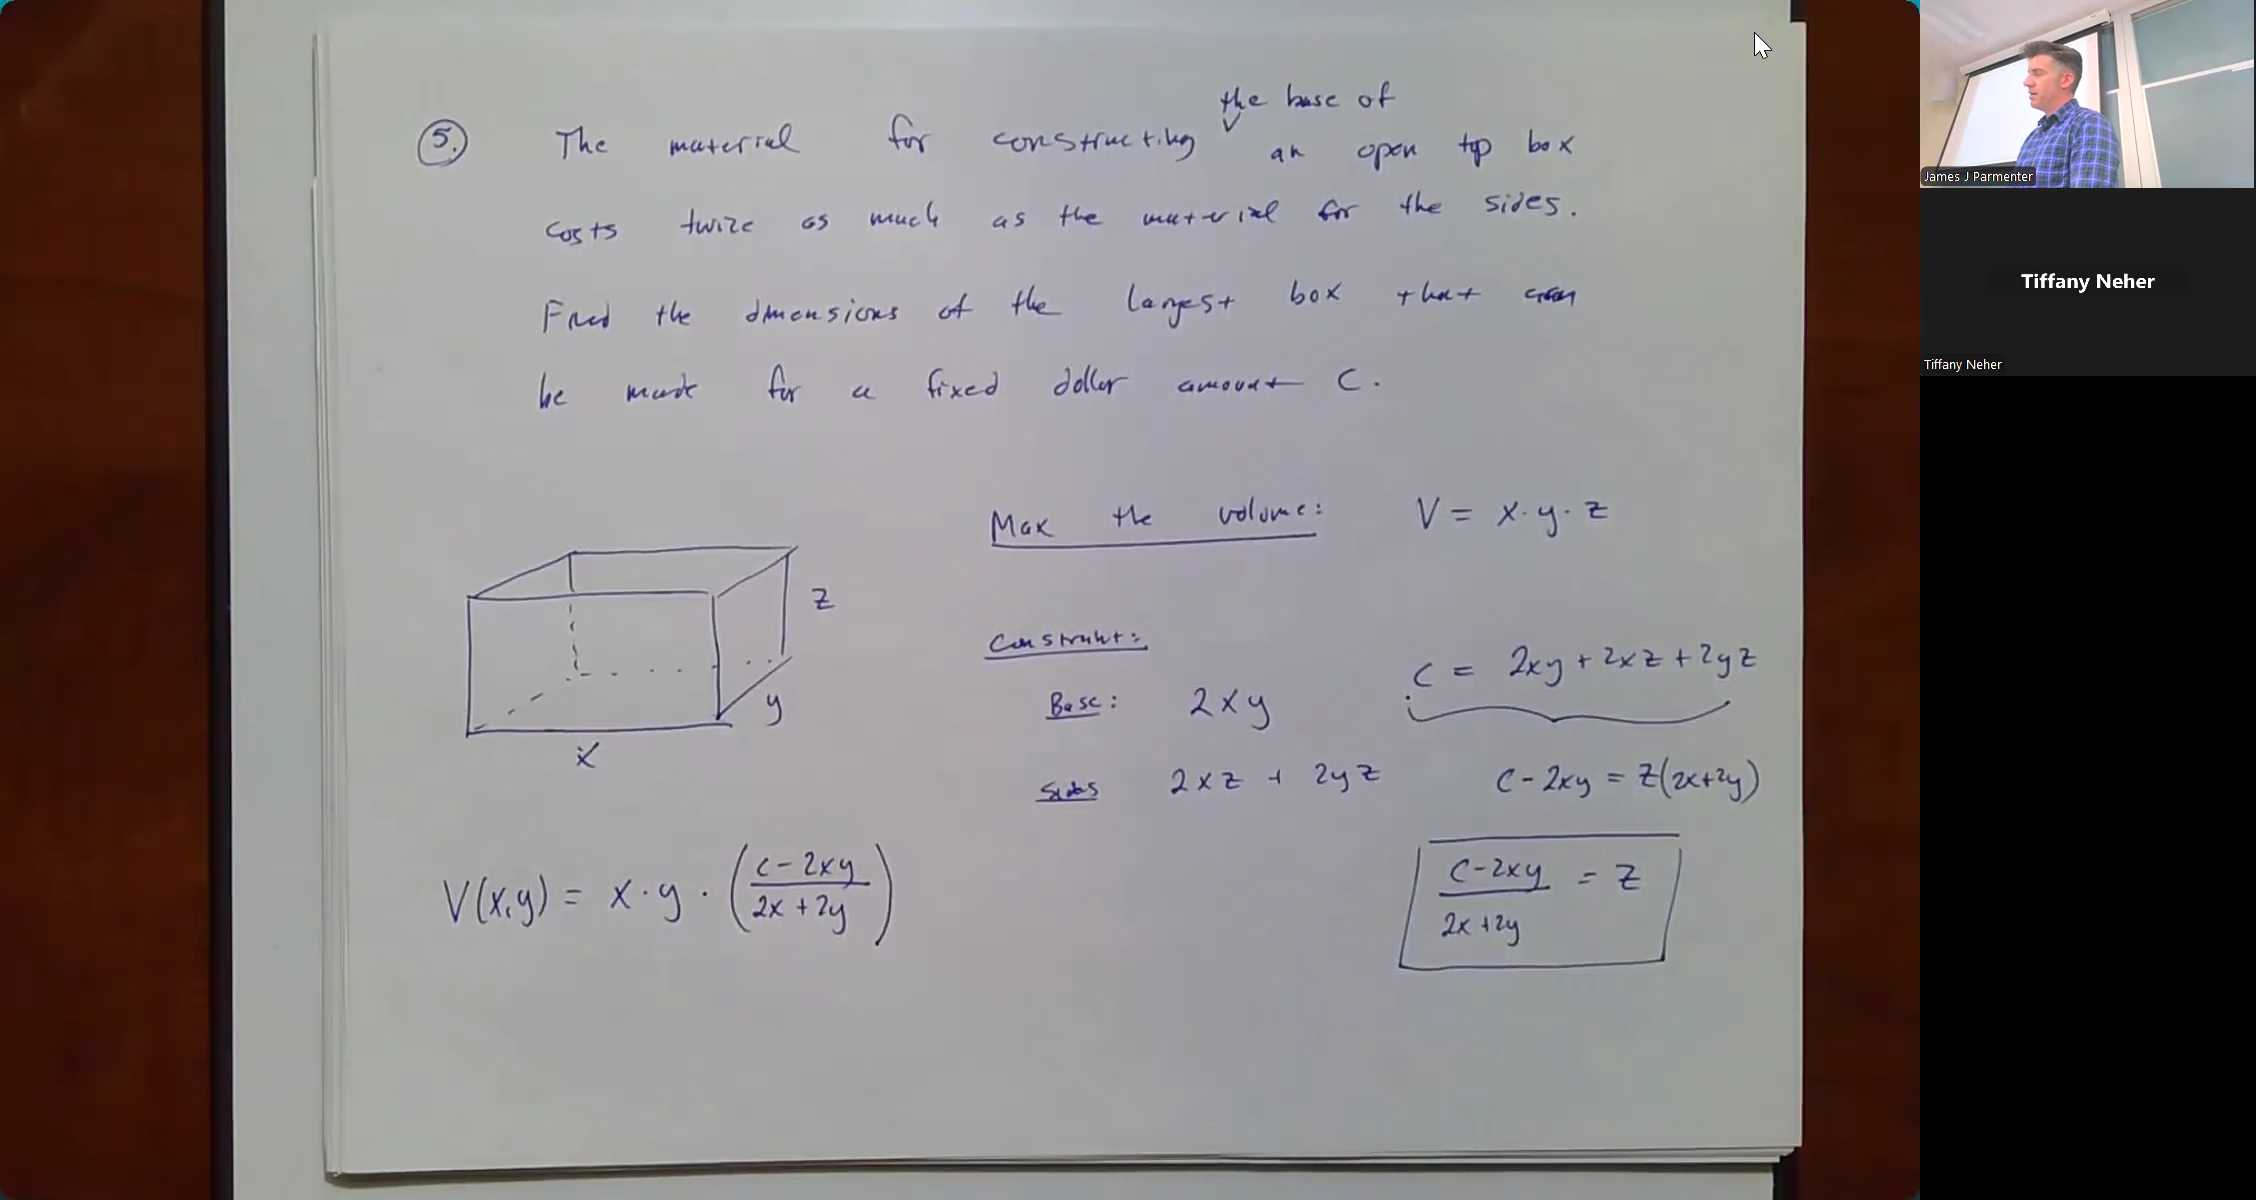 the base of
5. The material for constructing an open top box
costs twice as much as the material for the sides.
Find the dimensions of the largest box that can
be made for a fixed dollar amount C.
Max the volume: V = x · y · z
z
y
x
Constraint:
C = 2xy + 2xz + 2yz
Base: 2xy
C - 2xy = z(2x+2y)
Sides 2xz + 2yz
V(x,y) = x · y · ( C - 2xy / 2x + 2y )
C - 2xy / 2x + 2y = z
James J Parmenter
Tiffany Neher
Tiffany Neher